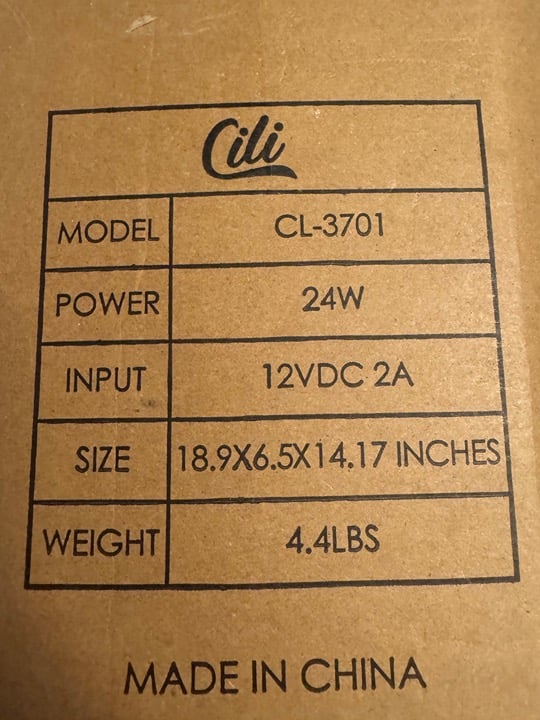 Cili
MODEL CL-3701
POWER 24W
INPUT 12VDC 2A
SIZE 18.9X6.5X14.17 INCHES
WEIGHT 4.4LBS
MADE IN CHINA